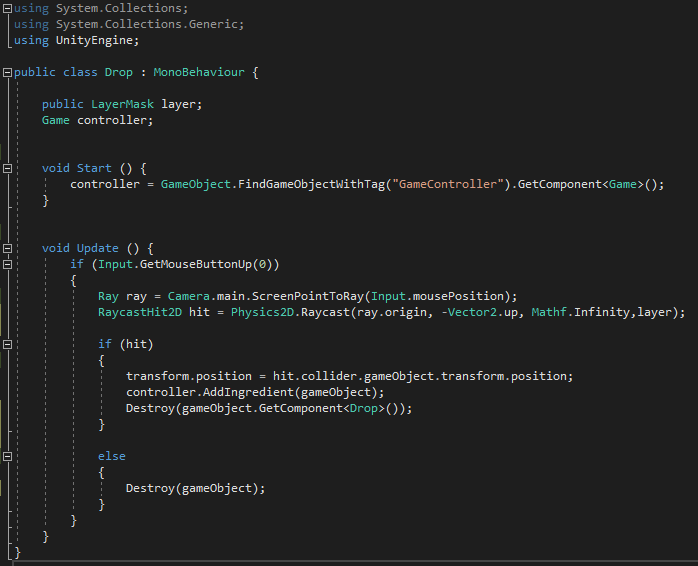 using System.Collections;
using System.Collections.Generic;
using UnityEngine;

public class Drop : MonoBehaviour {

    public LayerMask layer;
    Game controller;


    void Start () {
        controller = GameObject.FindGameObjectWithTag("GameController").GetComponent<Game>();
    }


    void Update () {
        if (Input.GetMouseButtonUp(0))
        {
            Ray ray = Camera.main.ScreenPointToRay(Input.mousePosition);
            RaycastHit2D hit = Physics2D.Raycast(ray.origin, -Vector2.up, Mathf.Infinity,layer);

            if (hit)
            {
                transform.position = hit.collider.gameObject.transform.position;
                controller.AddIngredient(gameObject);
                Destroy(gameObject.GetComponent<Drop>());
            }

            else
            {
                Destroy(gameObject);
            }
        }
    }
}